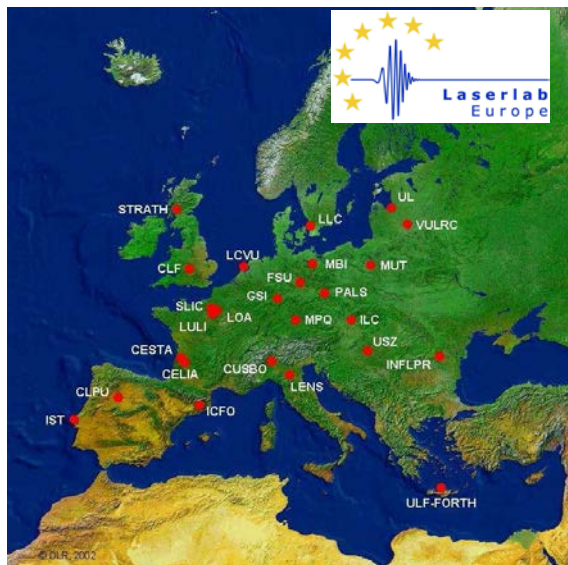 Laserlab
Europe
UL
STRATH
LLC
VULRC
LCVU
MBI
MUT
CLF
FSU
PALS
GSI
SLIC
LOA
MPQ
ILC
LULI
USZ
CESTA
CUSBO
INFLPR
CELIA
LENS
CLPU
ICFO
IST
ULF-FORTH
© DLR, 2002